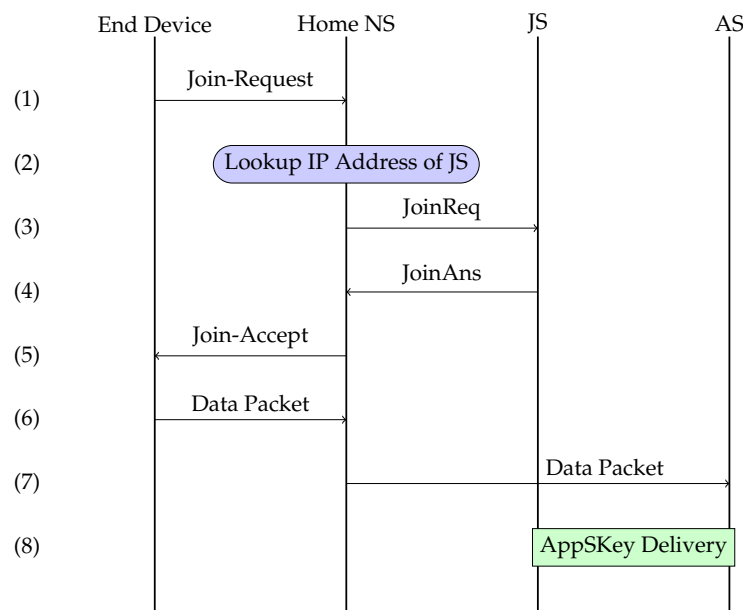 End Device Home NS JS AS
(1) Join-Request
(2) Lookup IP Address of JS
(3) JoinReq
(4) JoinAns
(5) Join-Accept
(6) Data Packet
(7) Data Packet
(8) AppSKey Delivery